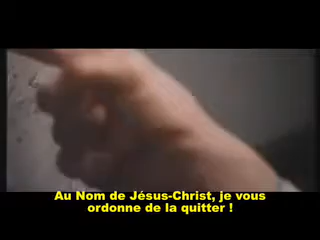 Au Nom de Jésus-Christ, je vous
ordonne de la quitter !